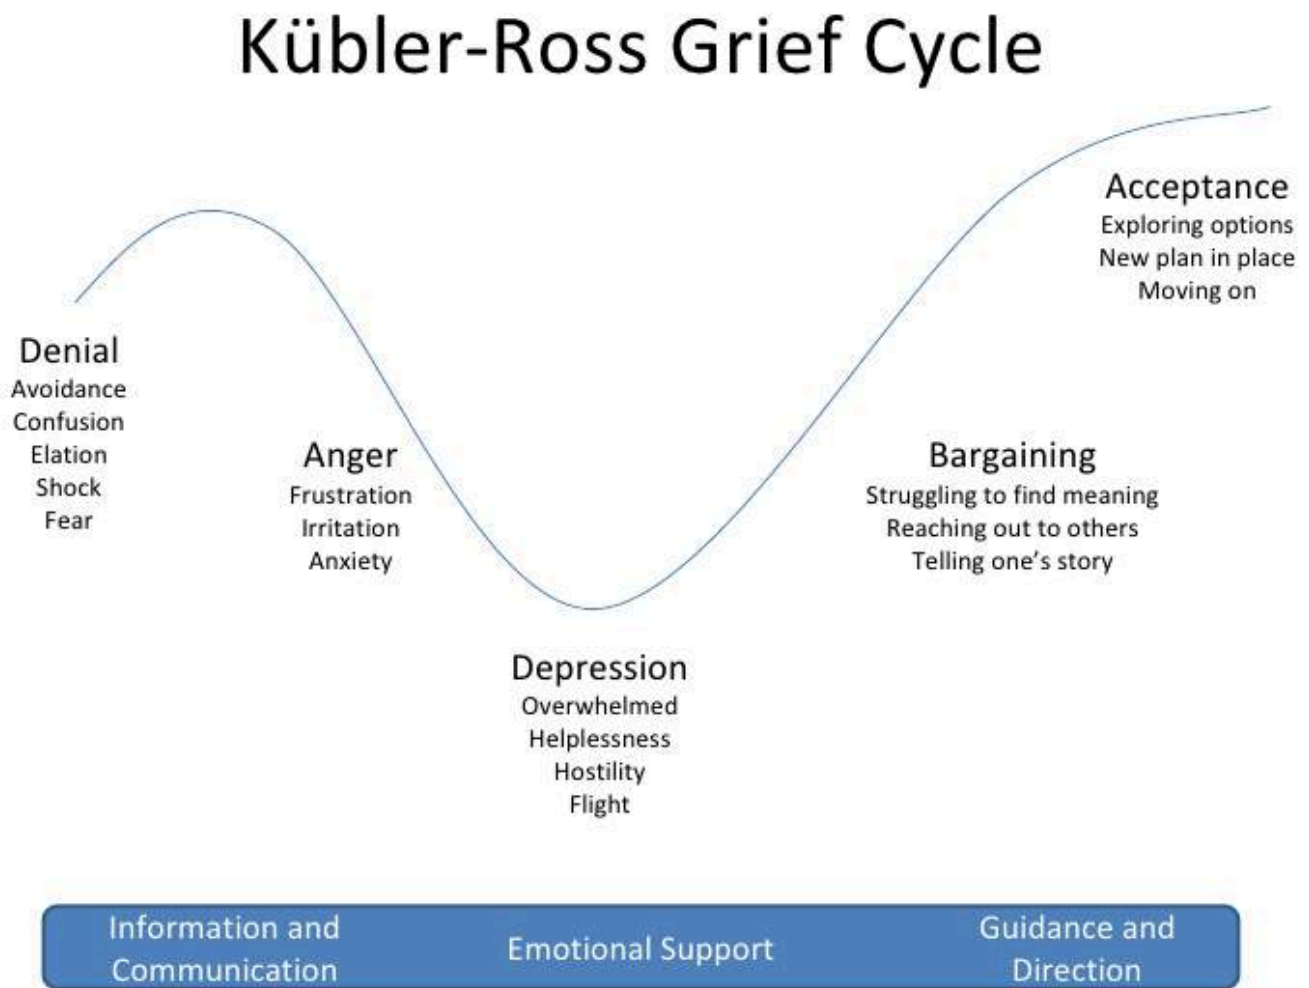 Kübler-Ross Grief Cycle
Denial
Avoidance
Confusion
Elation
Shock
Fear
Anger
Frustration
Irritation
Anxiety
Depression
Overwhelmed
Helplessness
Hostility
Flight
Bargaining
Struggling to find meaning
Reaching out to others
Telling one’s story
Acceptance
Exploring options
New plan in place
Moving on
Information and
Communication
Emotional Support
Guidance and
Direction